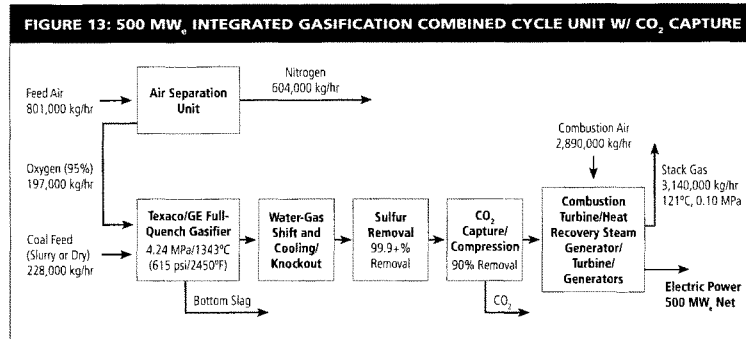 FIGURE 13: 500 MWe INTEGRATED GASIFICATION COMBINED CYCLE UNIT W/ CO2 CAPTURE
Feed Air
801,000 kg/hr
Air Separation
Unit
Nitrogen
604,000 kg/hr
Oxygen (95%)
197,000 kg/hr
Coal Feed
(Slurry or Dry)
228,000 kg/hr
Texaco/GE Full-
Quench Gasifier
4.24 MPa/1343ºC
(615 psi/2450ºF)
Bottom Slag
Water-Gas
Shift and
Cooling/
Knockout
Sulfur
Removal
99.9+%
Removal
CO2
Capture/
Compression
90% Removal
CO2
Combustion Air
2,890,000 kg/hr
Combustion
Turbine/Heat
Recovery Steam
Generator/
Turbine/
Generators
Stack Gas
3,140,000 kg/hr
121ºC, 0.10 MPa
Electric Power
500 MWe Net